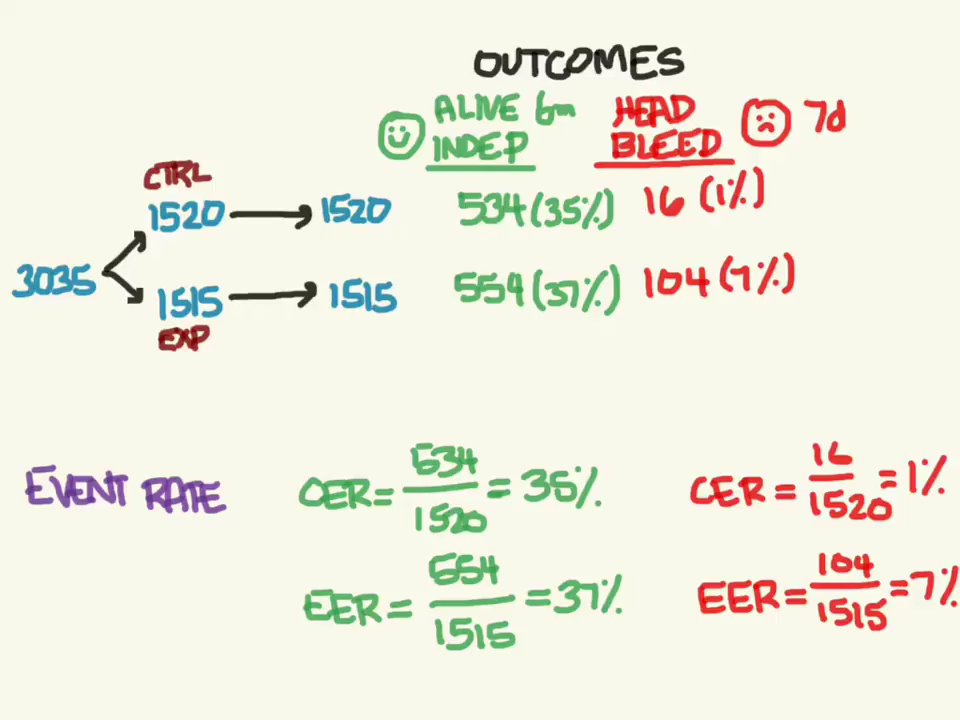 OUTCOMES
ALIVE 6m
INDEP
HEAD
BLEED
7d
CTRL
1520 1520 534 (35%) 16 (1%)
3035
1515 1515 554 (37%) 104 (7%)
EXP
EVENT RATE
CER = 534/1520 = 35%
CER = 16/1520 = 1%
EER = 554/1515 = 37%
EER = 104/1515 = 7%